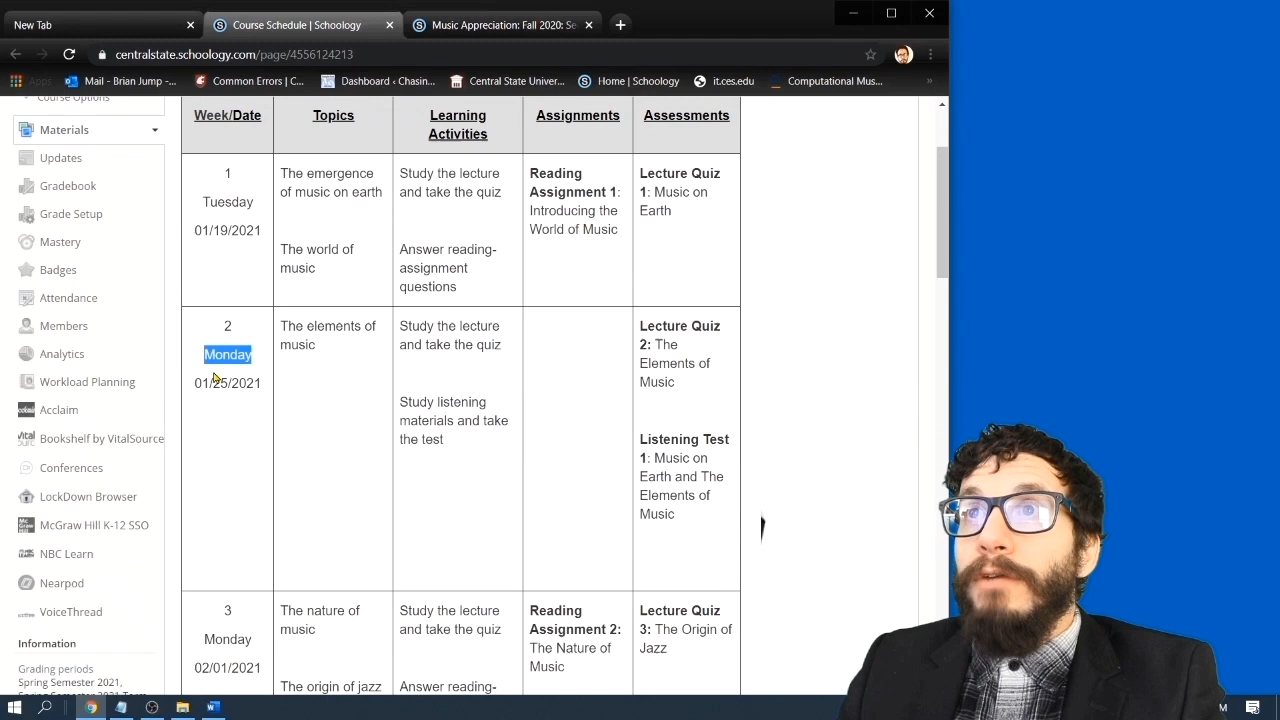 New Tab
Course Schedule | Schoology
Music Appreciation: Fall 2020: Se
centralstate.schoology.com/page/4556124213
Apps
Mail - Brian Jump -...
Common Errors | C...
Dashboard ‹ Chasin...
Central State Univer...
Home | Schoology
it.ces.edu
Computational Mus...
»
Course Options
Materials
Updates
Gradebook
Grade Setup
Mastery
Badges
Attendance
Members
Analytics
Workload Planning
Acclaim
Bookshelf by VitalSource
Conferences
LockDown Browser
McGraw Hill K-12 SSO
NBC Learn
Nearpod
VoiceThread
Information
Grading periods
Spring Semester 2021,
Week/Date
Topics
Learning
Activities
Assignments
Assessments
1
Tuesday
01/19/2021
The emergence
of music on earth
The world of
music
Study the lecture
and take the quiz
Answer reading-
assignment
questions
Reading
Assignment 1:
Introducing the
World of Music
Lecture Quiz
1: Music on
Earth
2
Monday
01/25/2021
The elements of
music
Study the lecture
and take the quiz
Study listening
materials and take
the test
Lecture Quiz
2: The
Elements of
Music
Listening Test
1: Music on
Earth and The
Elements of
Music
3
Monday
02/01/2021
The nature of
music
The origin of jazz
Study the lecture
and take the quiz
Answer reading-
Reading
Assignment 2:
The Nature of
Music
Lecture Quiz
3: The Origin of
Jazz